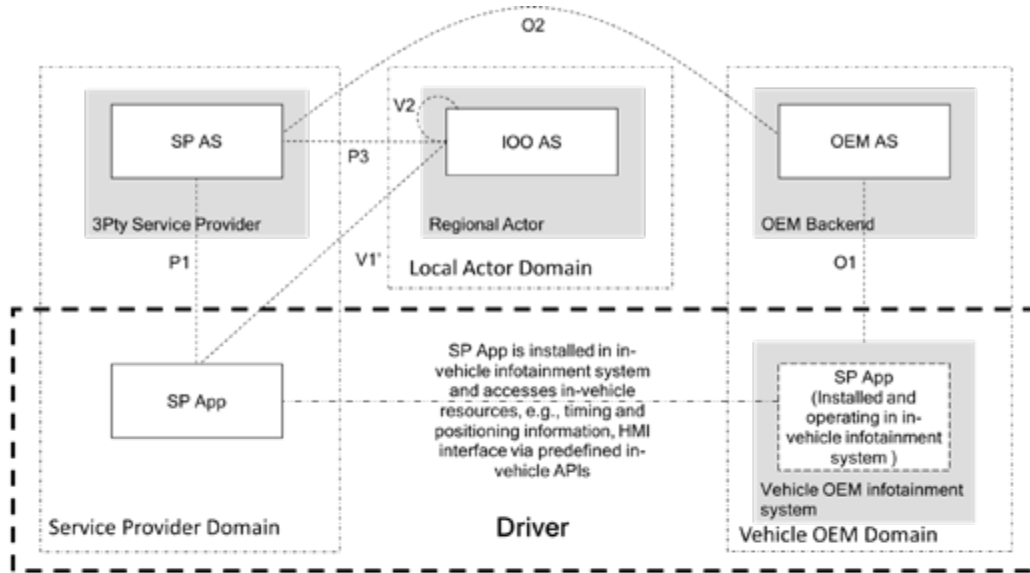 O2
SP AS
V2
IOO AS
OEM AS
P3
3Pty Service Provider
Regional Actor
OEM Backend
P1
V1'
Local Actor Domain
O1
SP App
SP App is installed in in-
vehicle infotainment system
and accesses in-vehicle
resources, e.g., timing and
positioning information, HMI
interface via predefined in-
vehicle APIs
SP App
(Installed and
operating in in-
vehicle infotainment
system )
Vehicle OEM infotainment
system
Service Provider Domain
Driver
Vehicle OEM Domain